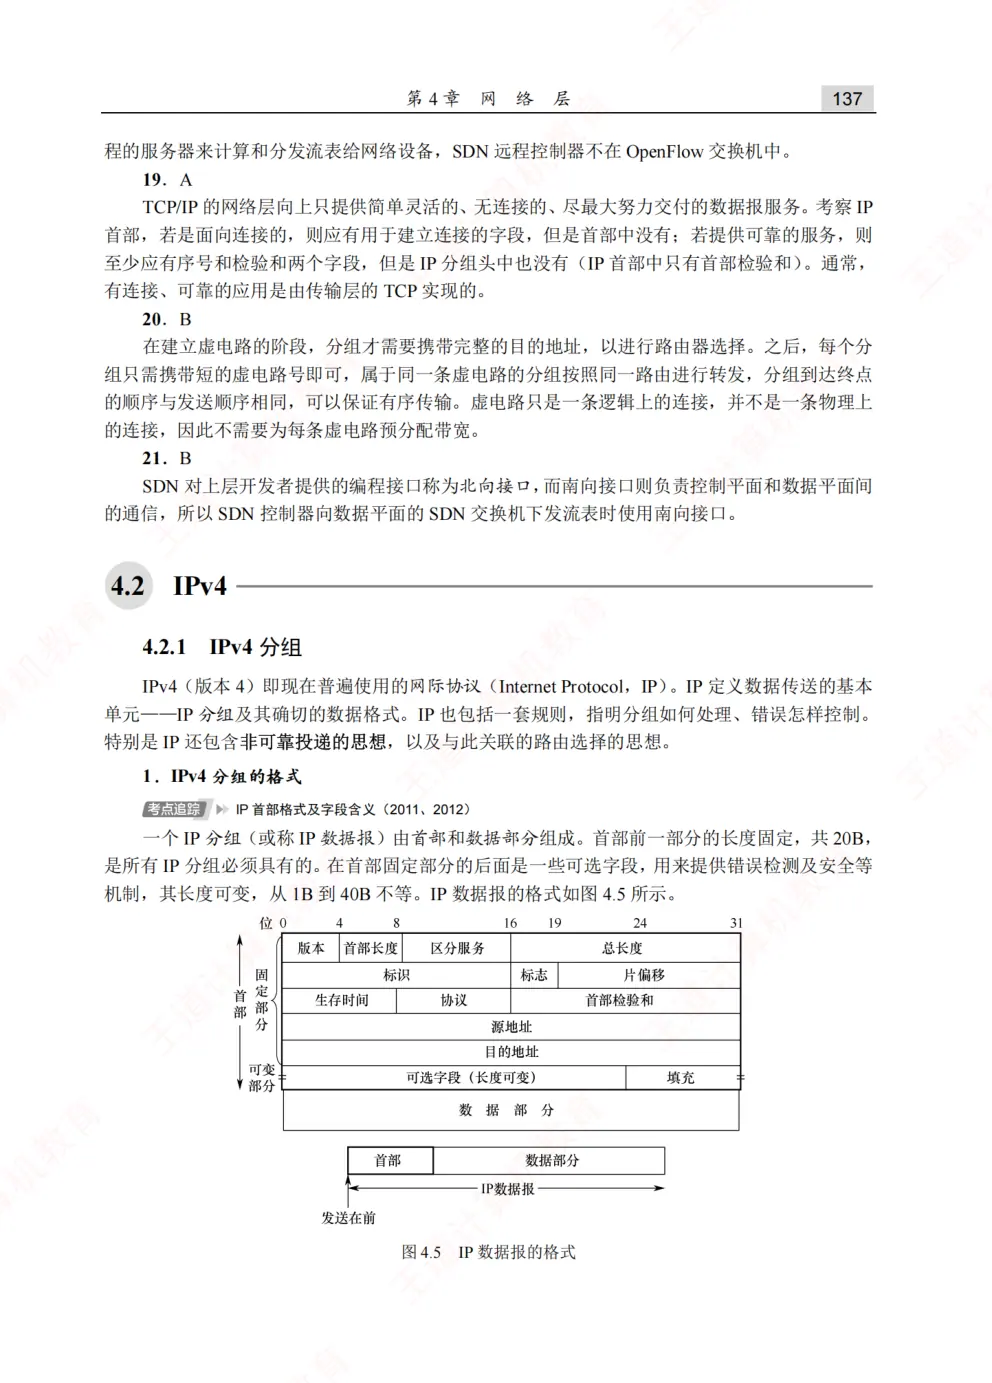 第 4 章 网 络 层 137
程的服务器来计算和分发流表给网络设备，SDN 远程控制器不在 OpenFlow 交换机中。
19．A
TCP/IP 的网络层向上只提供简单灵活的、无连接的、尽最大努力交付的数据报服务。考察 IP
首部，若是面向连接的，则应有用于建立连接的字段，但是首部中没有；若提供可靠的服务，则
至少应有序号和检验和两个字段，但是 IP 分组头中也没有（IP 首部中只有首部检验和）。通常，
有连接、可靠的应用是由传输层的 TCP 实现的。
20．B
在建立虚电路的阶段，分组才需要携带完整的目的地址，以进行路由器选择。之后，每个分
组只需携带短的虚电路号即可，属于同一条虚电路的分组按照同一路由进行转发，分组到达终点
的顺序与发送顺序相同，可以保证有序传输。虚电路只是一条逻辑上的连接，并不是一条物理上
的连接，因此不需要为每条虚电路预分配带宽。
21．B
SDN 对上层开发者提供的编程接口称为北向接口，而南向接口则负责控制平面和数据平面间
的通信，所以 SDN 控制器向数据平面的 SDN 交换机下发流表时使用南向接口。
4.2 IPv4
4.2.1 IPv4 分组
IPv4（版本 4）即现在普遍使用的网际协议（Internet Protocol，IP）。IP 定义数据传送的基本
单元——IP 分组及其确切的数据格式。IP 也包括一套规则，指明分组如何处理、错误怎样控制。
特别是 IP 还包含非可靠投递的思想，以及与此关联的路由选择的思想。
1．IPv4 分组的格式
考点追踪 IP 首部格式及字段含义（2011、2012）
一个 IP 分组（或称 IP 数据报）由首部和数据部分组成。首部前一部分的长度固定，共 20B，
是所有 IP 分组必须具有的。在首部固定部分的后面是一些可选字段，用来提供错误检测及安全等
机制，其长度可变，从 1B 到 40B 不等。IP 数据报的格式如图 4.5 所示。
位 0 4 8 16 19 24 31
版本 首部长度 区分服务 总长度
标识 标志 片偏移
生存时间 协议 首部检验和
源地址
目的地址
可选字段（长度可变） 填充
数 据 部 分
首部
固定部分
可变部分
首部 数据部分
IP数据报
发送在前
图 4.5 IP 数据报的格式
王道计算机教育